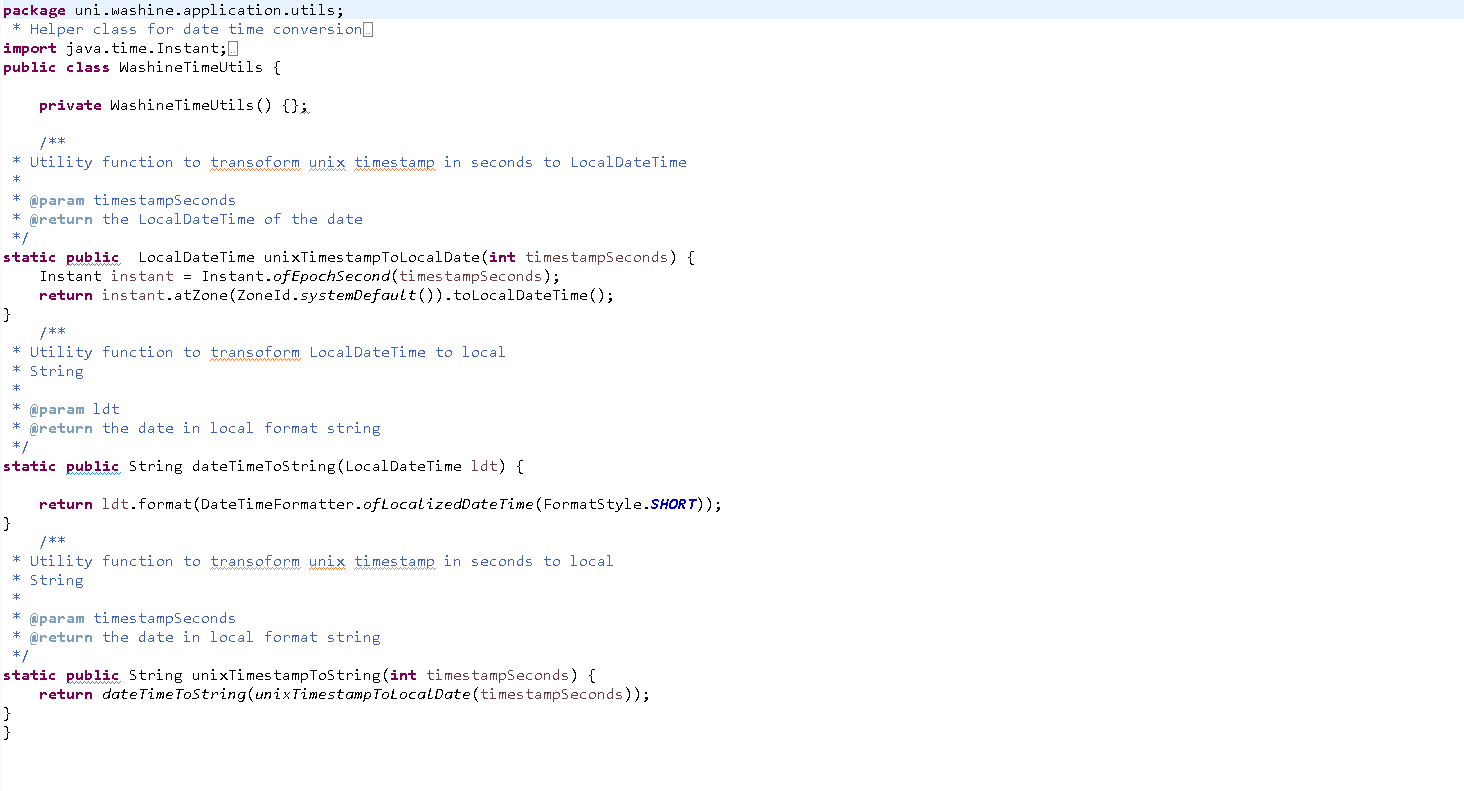 package uni.washine.application.utils;
* Helper class for date time conversion
import java.time.Instant;
public class WashineTimeUtils {
private WashineTimeUtils() {};
/**
* Utility function to transoform unix timestamp in seconds to LocalDateTime
*
* @param timestampSeconds
* @return the LocalDateTime of the date
*/
static public  LocalDateTime unixTimestampToLocalDate(int timestampSeconds) {
Instant instant = Instant.ofEpochSecond(timestampSeconds);
return instant.atZone(ZoneId.systemDefault()).toLocalDateTime();
}
/**
* Utility function to transoform LocalDateTime to local
* String
*
* @param ldt
* @return the date in local format string
*/
static public String dateTimeToString(LocalDateTime ldt) {
return ldt.format(DateTimeFormatter.ofLocalizedDateTime(FormatStyle.SHORT));
}
/**
* Utility function to transoform unix timestamp in seconds to local
* String
*
* @param timestampSeconds
* @return the date in local format string
*/
static public String unixTimestampToString(int timestampSeconds) {
return dateTimeToString(unixTimestampToLocalDate(timestampSeconds));
}
}